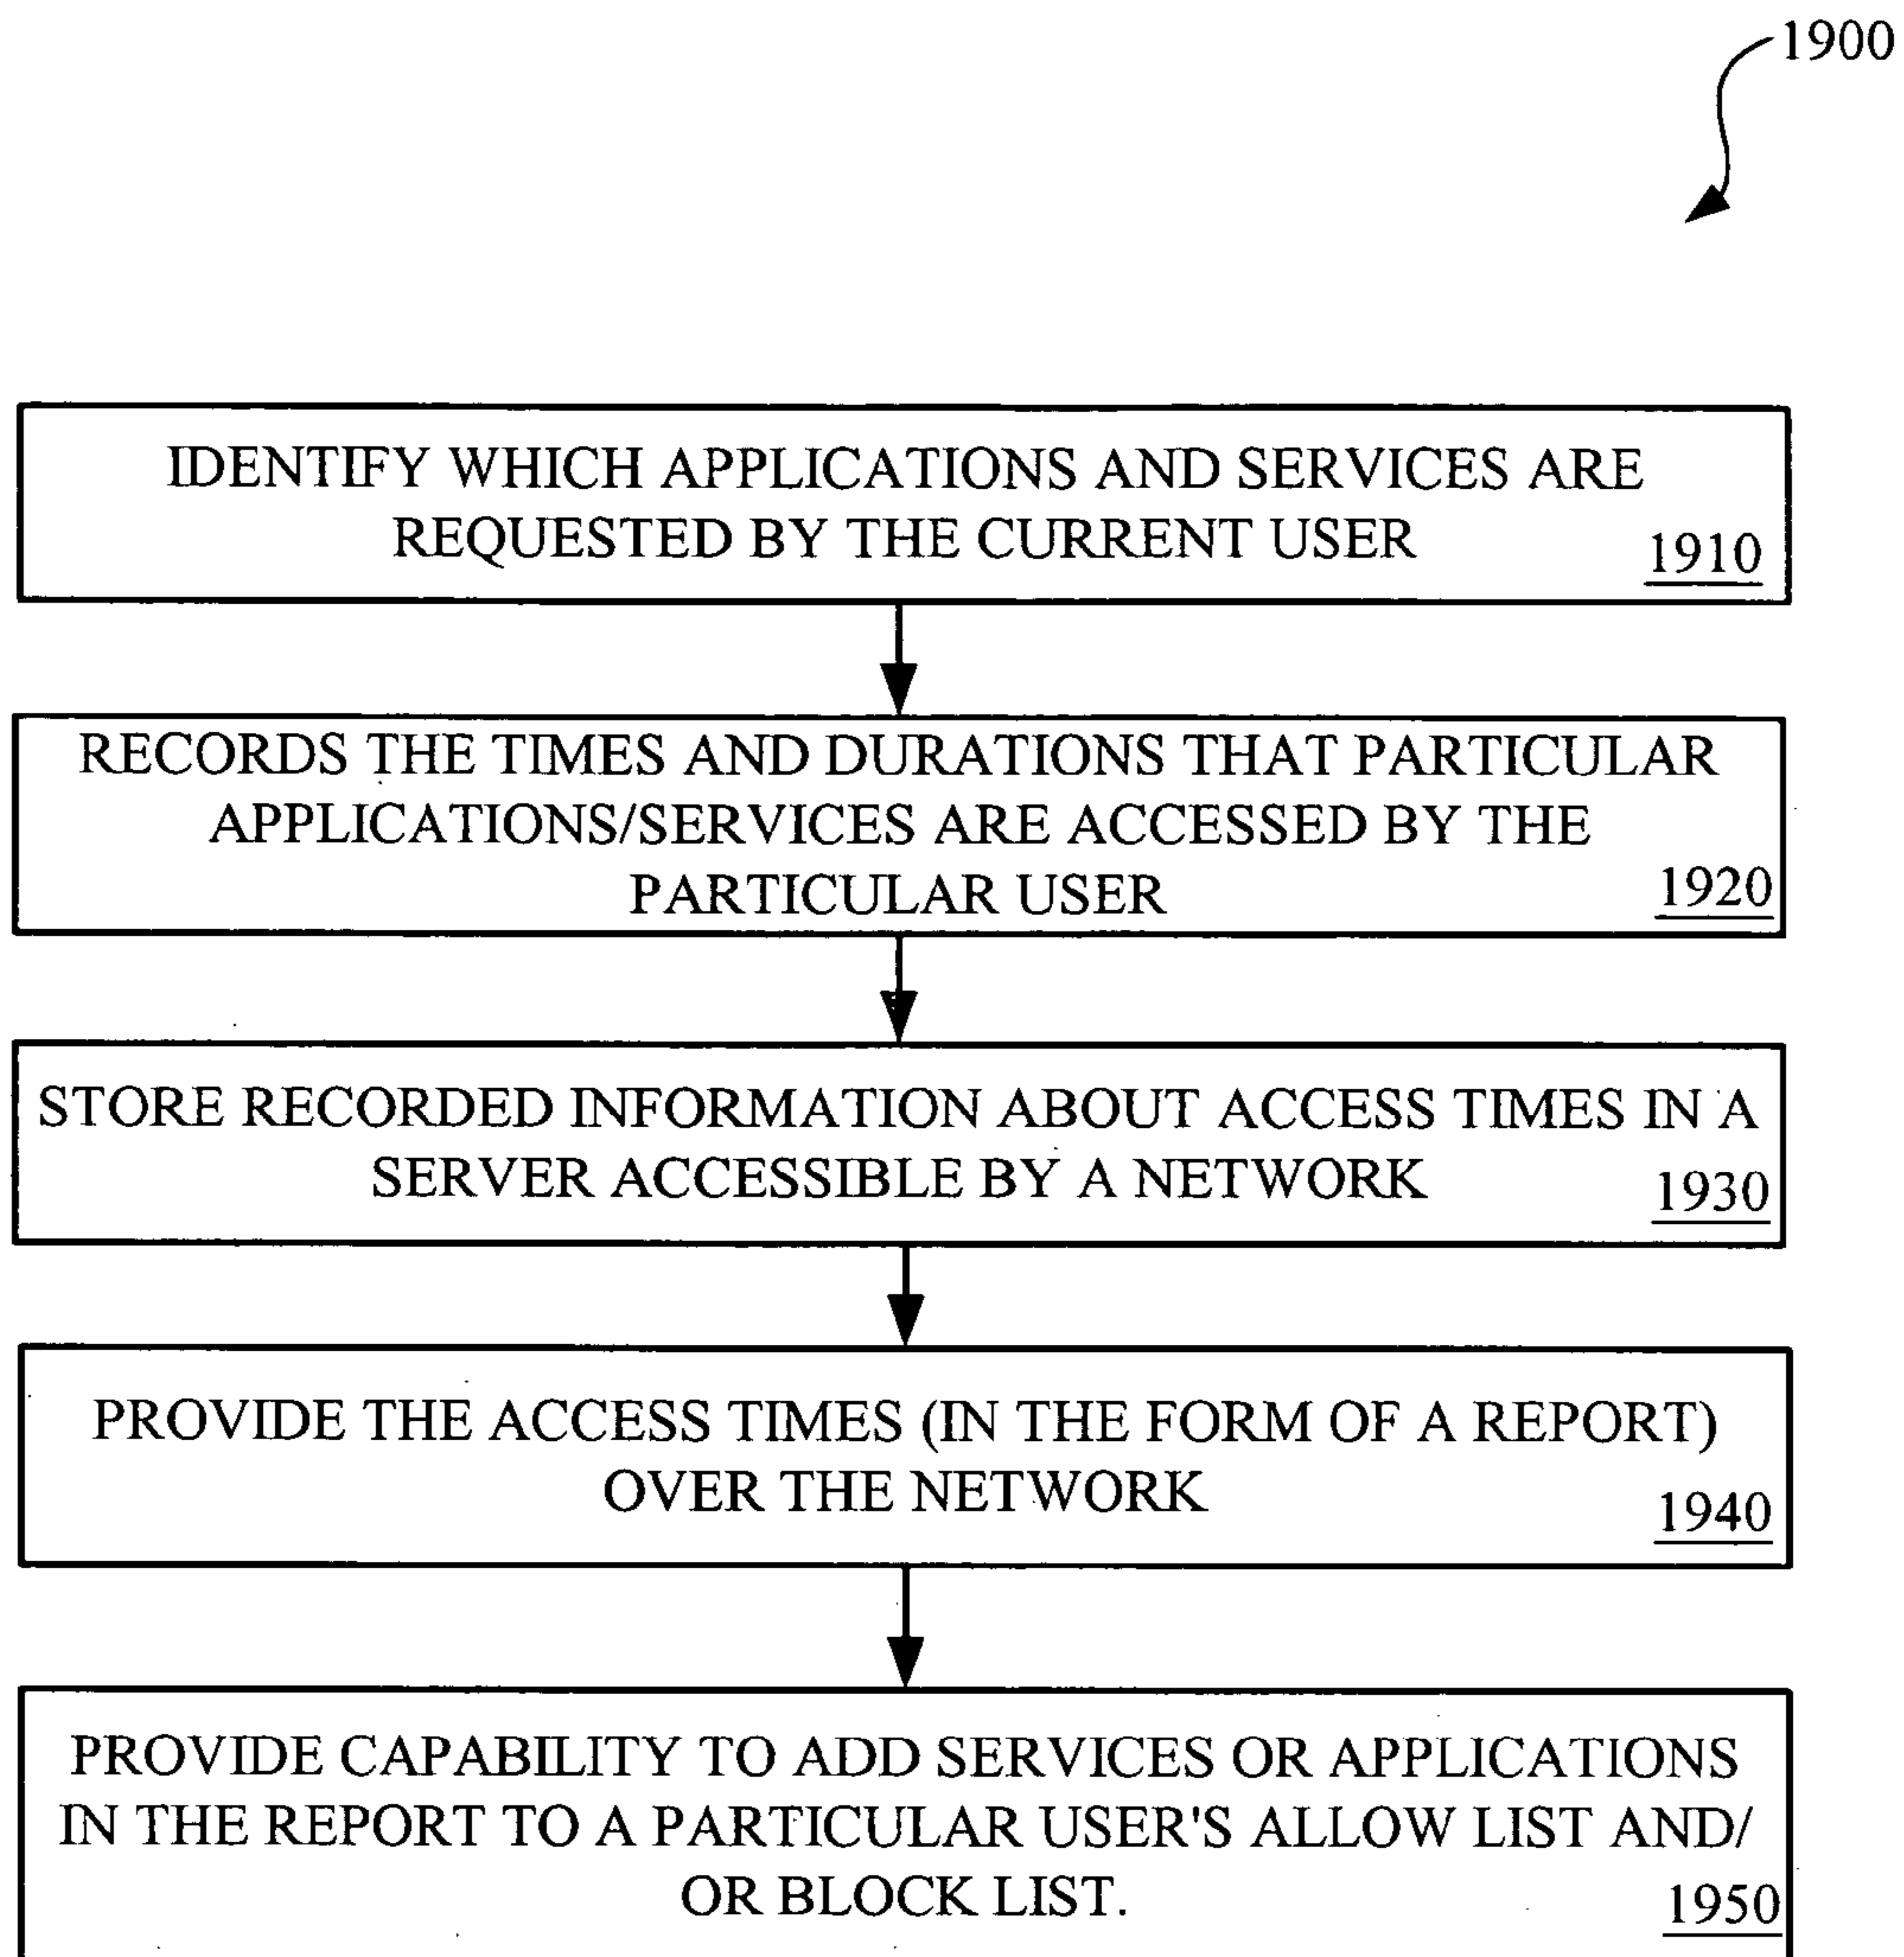 1900
IDENTIFY WHICH APPLICATIONS AND SERVICES ARE
REQUESTED BY THE CURRENT USER
1910
RECORDS THE TIMES AND DURATIONS THAT PARTICULAR
APPLICATIONS/SERVICES ARE ACCESSED BY THE
PARTICULAR USER
1920
STORE RECORDED INFORMATION ABOUT ACCESS TIMES IN A
SERVER ACCESSIBLE BY A NETWORK
1930
PROVIDE THE ACCESS TIMES (IN THE FORM OF A REPORT)
OVER THE NETWORK
1940
PROVIDE CAPABILITY TO ADD SERVICES OR APPLICATIONS
IN THE REPORT TO A PARTICULAR USER'S ALLOW LIST AND/
OR BLOCK LIST.
1950